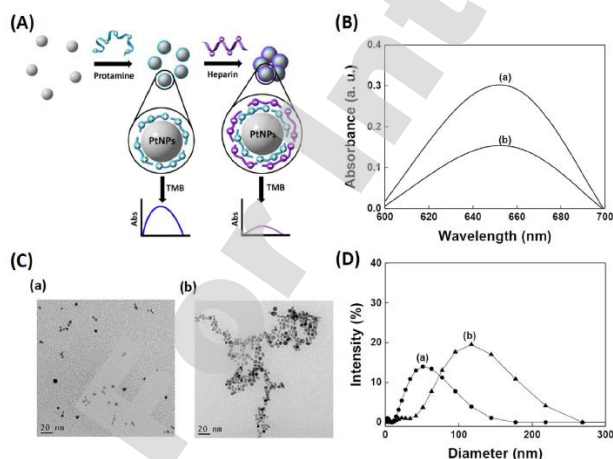 (A)
Protamine
Heparin
PtNPs
PtNPs
TMB
TMB
Abs
Abs
(B)
Absorbance (a. u.)
0.4
0.3
0.2
0.1
0.0
(a)
(b)
600
620
640
660
680
700
Wavelength (nm)
(C)
(a)
(b)
20 nm
20 nm
(D)
Intensity (%)
40
30
20
10
0
(a)
(b)
0
100
200
300
Diameter (nm)
For Int